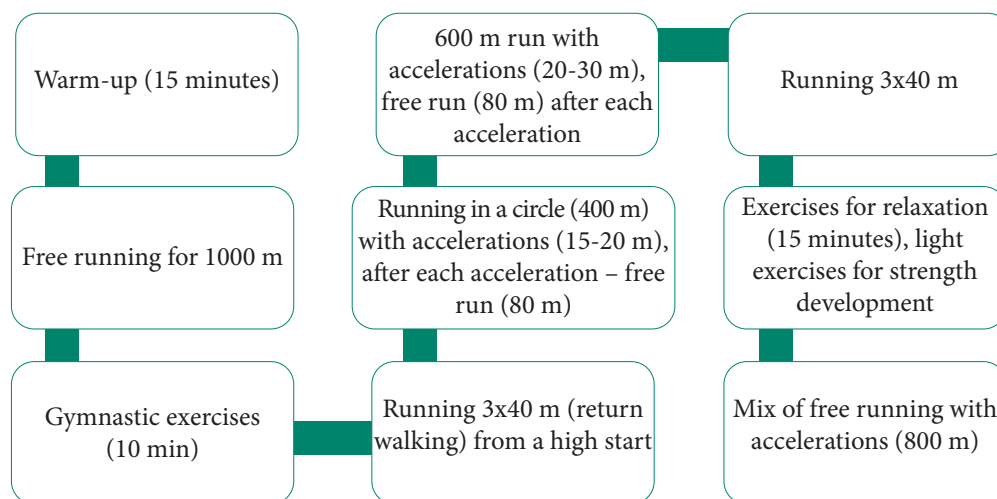 Warm-up (15 minutes)
Free running for 1000 m
Gymnastic exercises
(10 min)
Running 3x40 m (return
walking) from a high start
Running in a circle (400 m)
with accelerations (15-20 m),
after each acceleration – free
run (80 m)
600 m run with
accelerations (20-30 m),
free run (80 m) after each
acceleration
Running 3x40 m
Exercises for relaxation
(15 minutes), light
exercises for strength
development
Mix of free running with
accelerations (800 m)